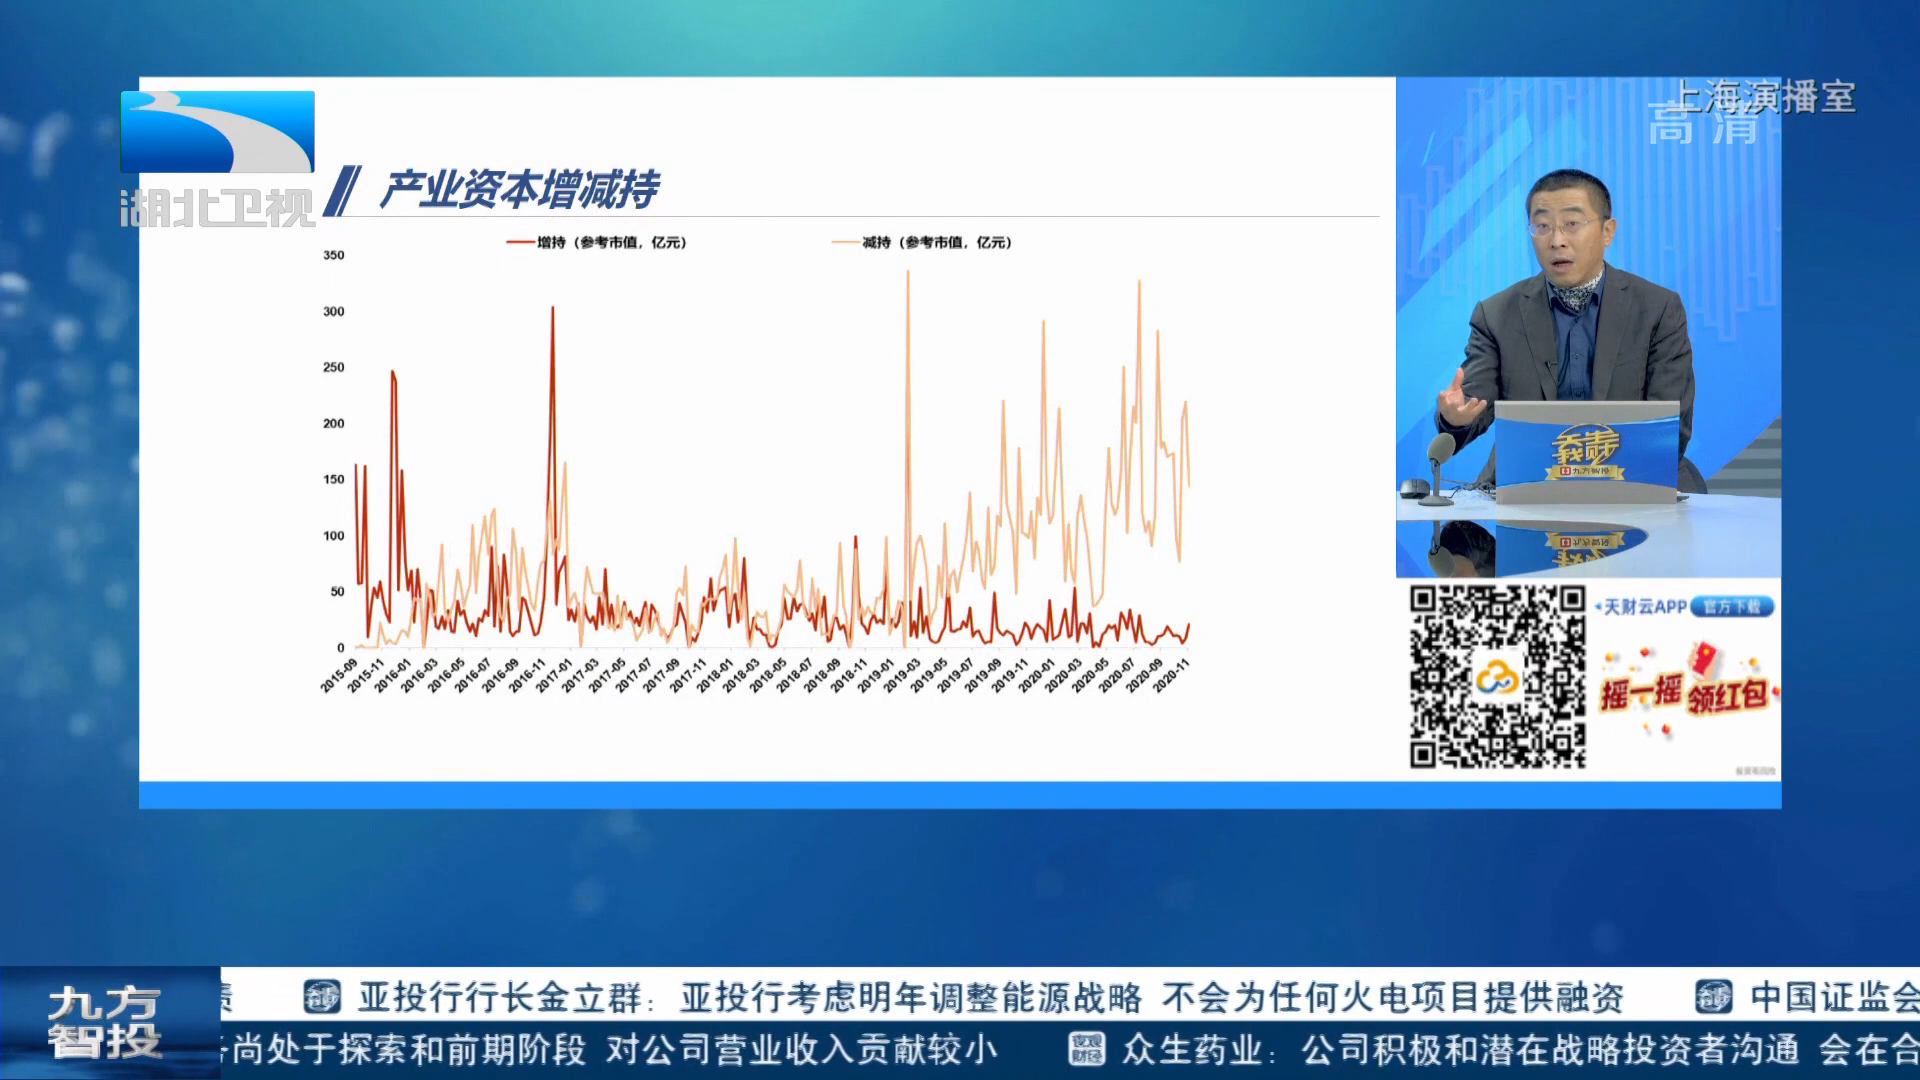 湖北卫视
上海演播室
高清
产业资本增减持
增持（参考市值，亿元）
减持（参考市值，亿元）
350
300
250
200
150
100
50
0
2015-09
2015-11
2016-01
2016-03
2016-05
2016-07
2016-09
2016-11
2017-01
2017-03
2017-05
2017-07
2017-09
2017-11
2018-01
2018-03
2018-05
2018-07
2018-09
2018-11
2019-01
2019-03
2019-05
2019-07
2019-09
2019-11
2020-01
2020-03
2020-05
2020-07
2020-09
2020-11
九方智投
天财云APP 官方下载
摇一摇 领红包
投资有风险
九方智投
亚投行行长金立群：亚投行考虑明年调整能源战略 不会为任何火电项目提供融资
中国证监会
尚处于探索和前期阶段 对公司营业收入贡献较小
众生药业：公司积极和潜在战略投资者沟通 会在合